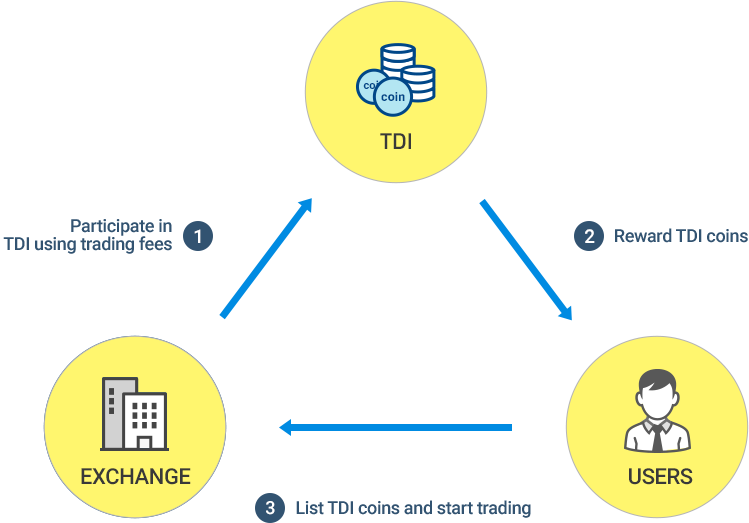 coin
TDI
Participate in
TDI using trading fees
1
2
Reward TDI coins
EXCHANGE
USERS
3
List TDI coins and start trading